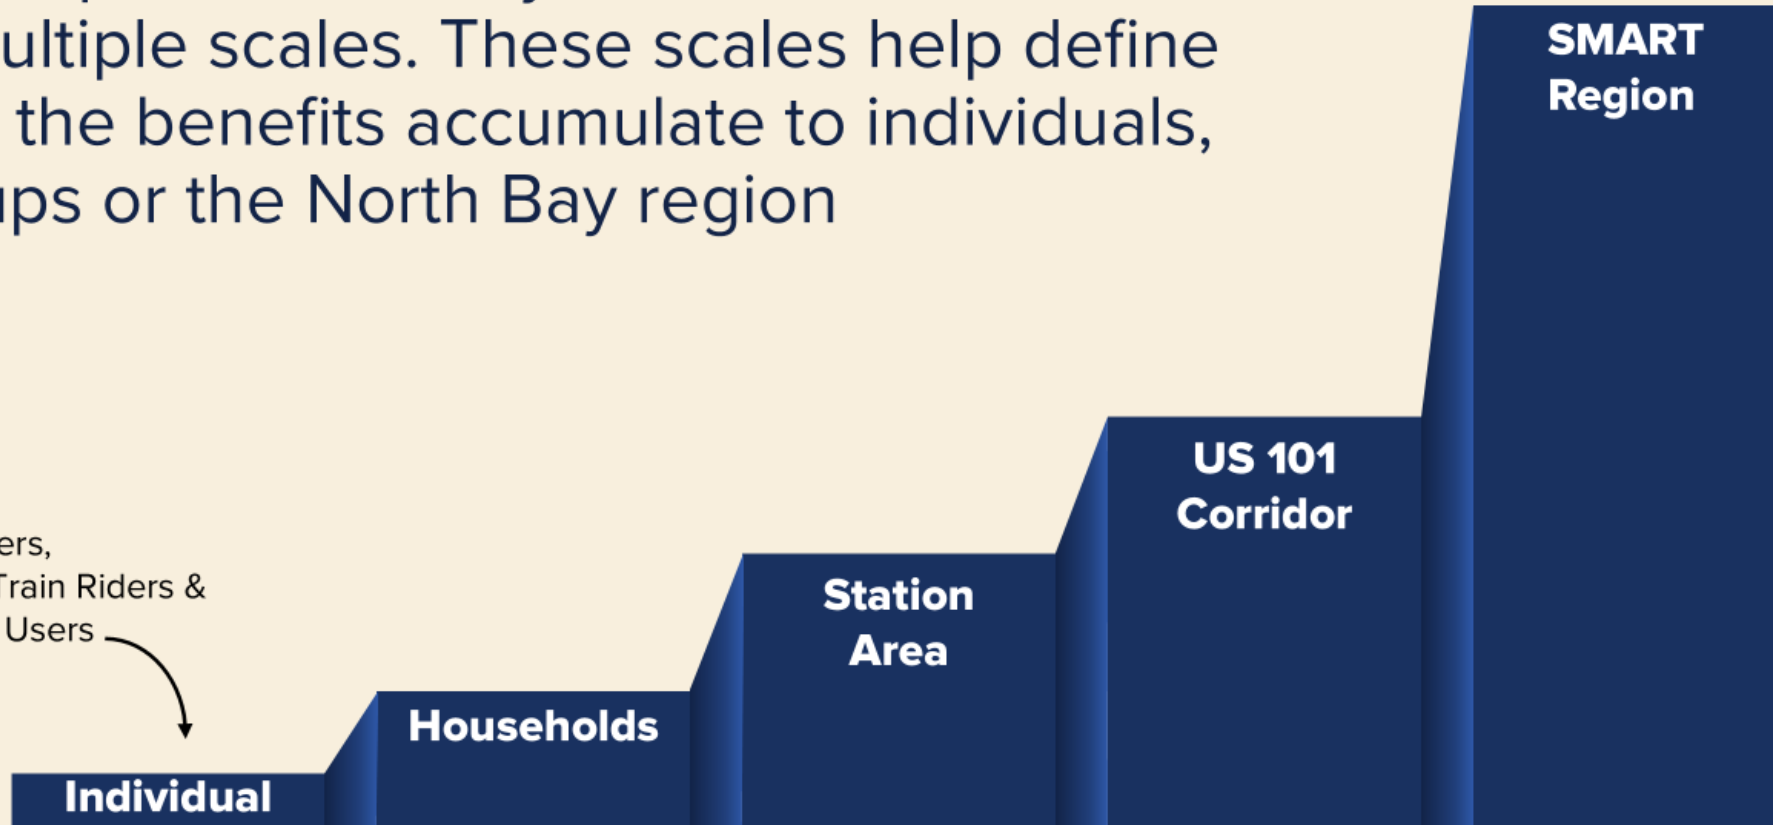 ultiple scales. These scales help define
the benefits accumulate to individuals,
ups or the North Bay region
SMART
Region
US 101
Corridor
Station
Area
ers,
Train Riders &
Users
Households
Individual